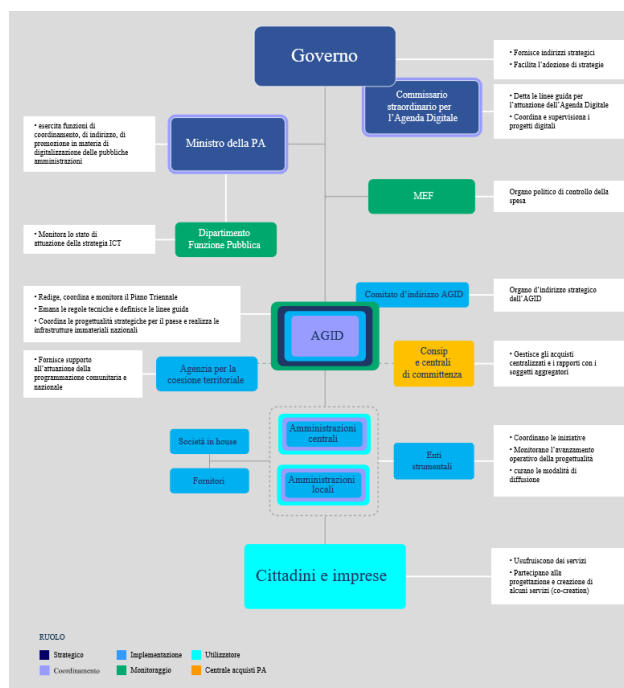 Governo
• Fornisce indirizzi strategici
• Facilita l'adozione di strategie
Commissario
straordinario per
l'Agenda Digitale
• Detta le linee guida per
l'attuazione dell'Agenda Digitale
• Coordina e supervisiona i
progetti digitali
• esercita funzioni di
coordinamento, di indirizzo, di
promozione in materia di
digitalizzazione delle pubbliche
amministrazioni
Ministro della PA
MEF
Organo politico di controllo della
spesa
• Monitora lo stato di
attuazione della strategia ICT
Dipartimento
Funzione Pubblica
Comitato d'indirizzo AGID
Organo d'indirizzo strategico
dell'AGID
• Redige, coordina e monitora il Piano Triennale
• Emana le regole tecniche e definisce le linee guida
• Coordina le progettualità strategiche per il paese e realizza le
infrastrutture immateriali nazionali
AGID
• Fornisce supporto
all'attuazione della
programmazione comunitaria e
nazionale
Agenzia per la
coesione territoriale
Consip
e centrali
di committenza
• Gestisce gli acquisti
centralizzati e i rapporti con i
soggetti aggregatori
Società in house
Fornitori
Amministrazioni
centrali
Amministrazioni
locali
Enti
strumentali
• Coordinano le iniziative
• Monitorano l'avanzamento
operativo della progettualità
• curano le modalità di
diffusione
Cittadini e imprese
• Usufruiscono dei servizi
• Partecipano alla
progettazione e creazione di
alcuni servizi (co-creation)
RUOLO
Strategico
Implementazione
Utilizzatore
Coordinamento
Monitoraggio
Centrale acquisti PA